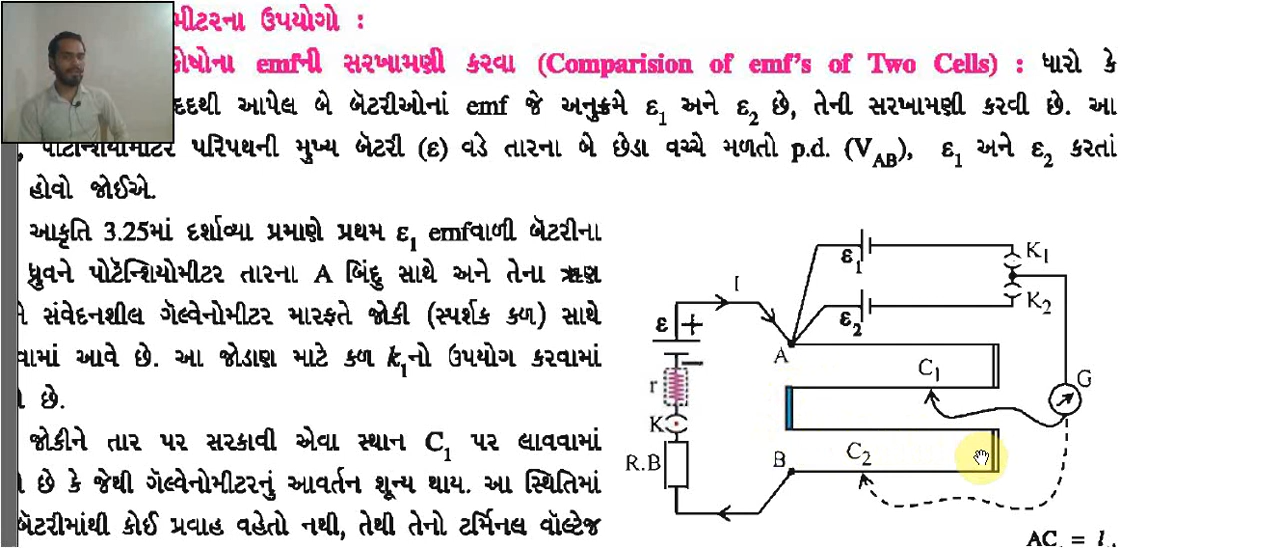 મીટરના ઉપયોગો :
કોષોના emfની સરખામણી કરવા (Comparision of emf's of Two Cells) : ધારો કે
દદથી આપેલ બે બૅટરીઓનાં emf જે અનુક્રમે ε₁ અને ε₂ છે, તેની સરખામણી કરવી છે. આ
પોટૅન્શિયોમીટર પરિપથની મુખ્ય બૅટરી (ε) વડે તારના બે છેડા વચ્ચે મળતો p.d. (V_AB), ε₁ અને ε₂ કરતાં
હોવો જોઈએ.
આકૃતિ 3.25માં દર્શાવ્યા પ્રમાણે પ્રથમ ε₁ emfવાળી બૅટરીના
ધ્રુવને પોટૅન્શિયોમીટર તારના A બિંદુ સાથે અને તેના ઋણ
સંવેદનશીલ ગૅલ્વેનોમીટર મારફતે જોકી (સ્પર્શક કળ) સાથે
વામાં આવે છે. આ જોડાણ માટે કળ k₁નો ઉપયોગ કરવામાં
છે.
જોકીને તાર પર સરકાવી એવા સ્થાન C₁ પર લાવવામાં
છે કે જેથી ગૅલ્વેનોમીટરનું આવર્તન શૂન્ય થાય. આ સ્થિતિમાં
બૅટરીમાંથી કોઈ પ્રવાહ વહેતો નથી, તેથી તેનો ટર્મિનલ વૉલ્ટેજ
ε₁
K₁
I
ε₂
K₂
ε
+
−
A
C₁
G
r
K
R.B
B
C₂